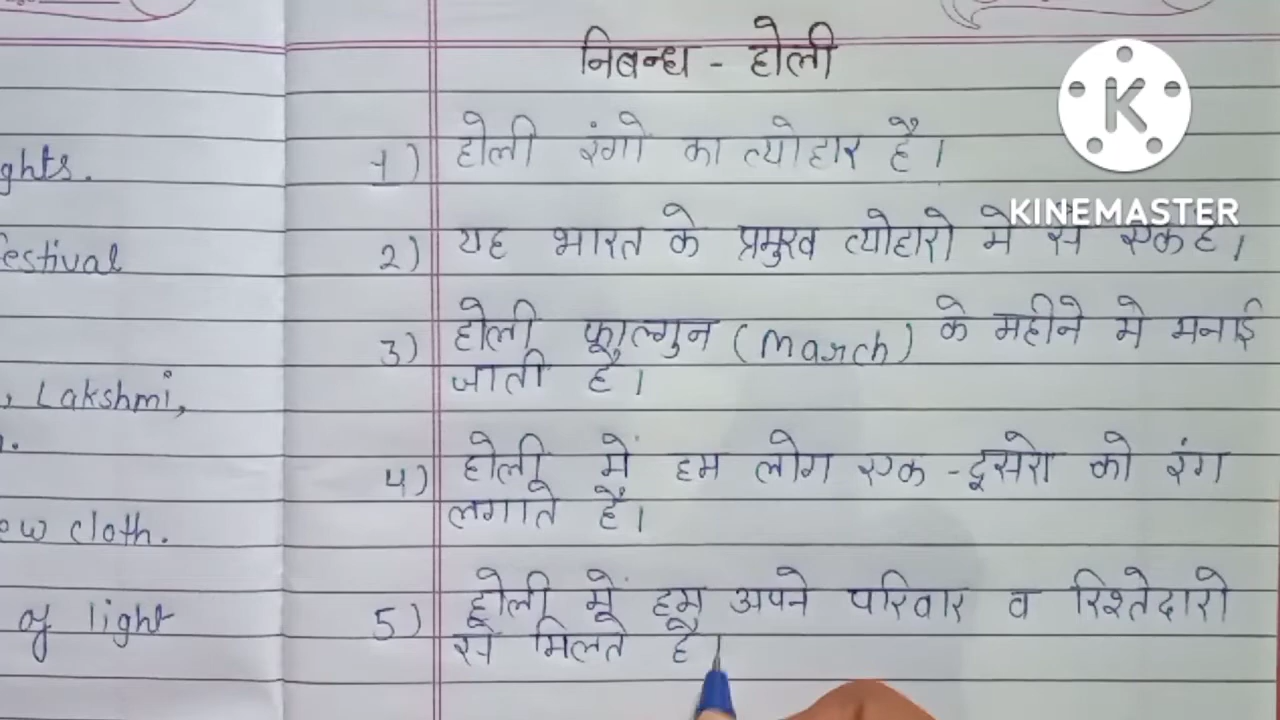 निबन्ध - होली
ghts.
1) होली रंगो का त्योहार है।
KINEMASTER
estival
2) यह भारत के प्रमुख त्योहारो मे से एक है।
3) होली फाल्गुन (March) के महीने मे मनाई
जाती है।
, Lakshmi,
4) होली में हम लोग एक -दूसरो को रंग
लगाते है।
ew cloth.
5) होली में हम अपने परिवार व रिश्तेदारो
से मिलते है।
of light